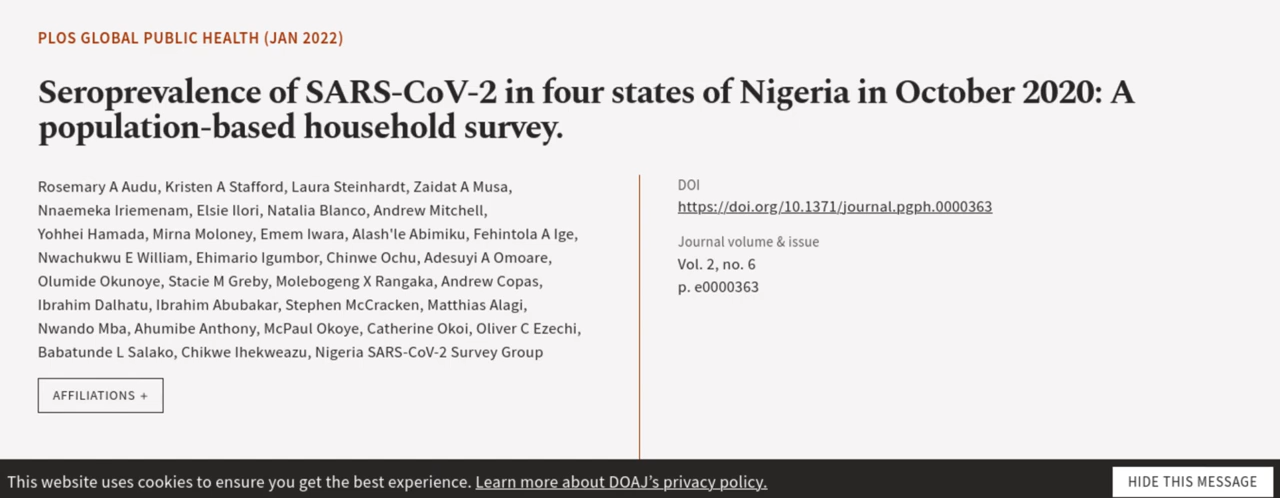 PLOS GLOBAL PUBLIC HEALTH (JAN 2022)
Seroprevalence of SARS-CoV-2 in four states of Nigeria in October 2020: A
population-based household survey.
Rosemary A Audu, Kristen A Stafford, Laura Steinhardt, Zaidat A Musa,
Nnaemeka Iriemenam, Elsie Ilori, Natalia Blanco, Andrew Mitchell,
Yohhei Hamada, Mirna Moloney, Emem Iwara, Alash'le Abimiku, Fehintola A Ige,
Nwachukwu E William, Ehimario Igumbor, Chinwe Ochu, Adesuyi A Omoare,
Olumide Okunoye, Stacie M Greby, Molebogeng X Rangaka, Andrew Copas,
Ibrahim Dalhatu, Ibrahim Abubakar, Stephen McCracken, Matthias Alagi,
Nwando Mba, Ahumibe Anthony, McPaul Okoye, Catherine Okoi, Oliver C Ezechi,
Babatunde L Salako, Chikwe Ihekweazu, Nigeria SARS-CoV-2 Survey Group
AFFILIATIONS +
DOI
https://doi.org/10.1371/journal.pgph.0000363
Journal volume & issue
Vol. 2, no. 6
p. e0000363
This website uses cookies to ensure you get the best experience. Learn more about DOAJ’s privacy policy.
HIDE THIS MESSAGE